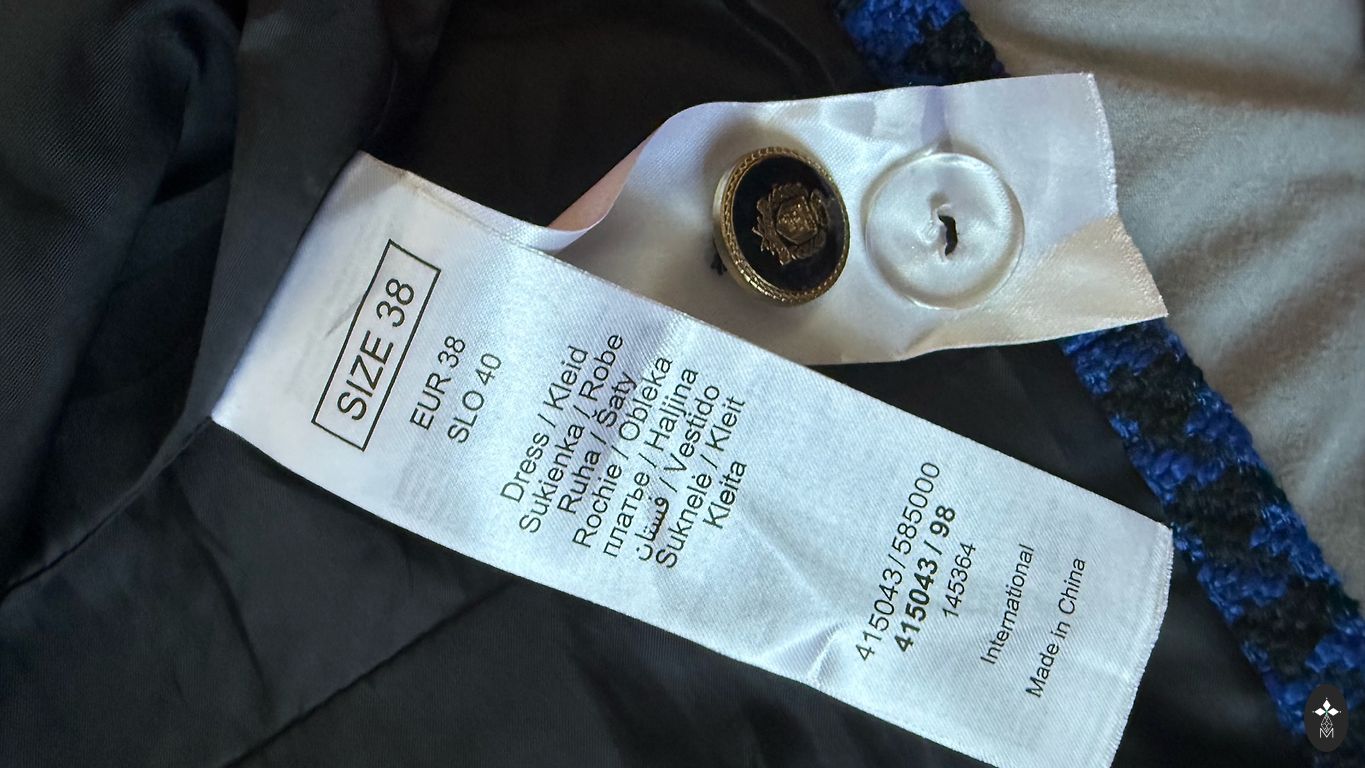 SIZE 38
EUR 38
SLO 40
Dress / Kleid
Sukienka / Robe
Ruha / Šaty
Rochie / Obleka
платье / Haljina
فستان / Vestido
Suknelė / Kleit
Kleita
415043/585000
415043 / 98
145364
International
Made in China
M